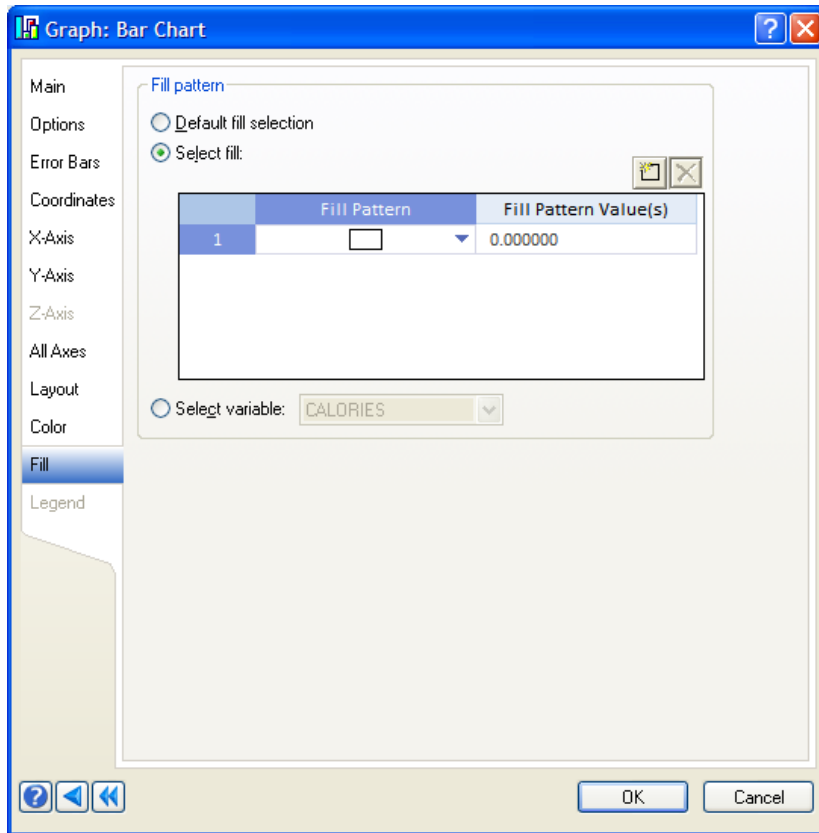 Graph: Bar Chart
Main
Options
Error Bars
Coordinates
X-Axis
Y-Axis
Z-Axis
All Axes
Layout
Color
Fill
Legend
Fill pattern
Default fill selection
Select fill:
Fill Pattern Fill Pattern Value(s)
1 0.000000
Select variable: CALORIES
OK Cancel